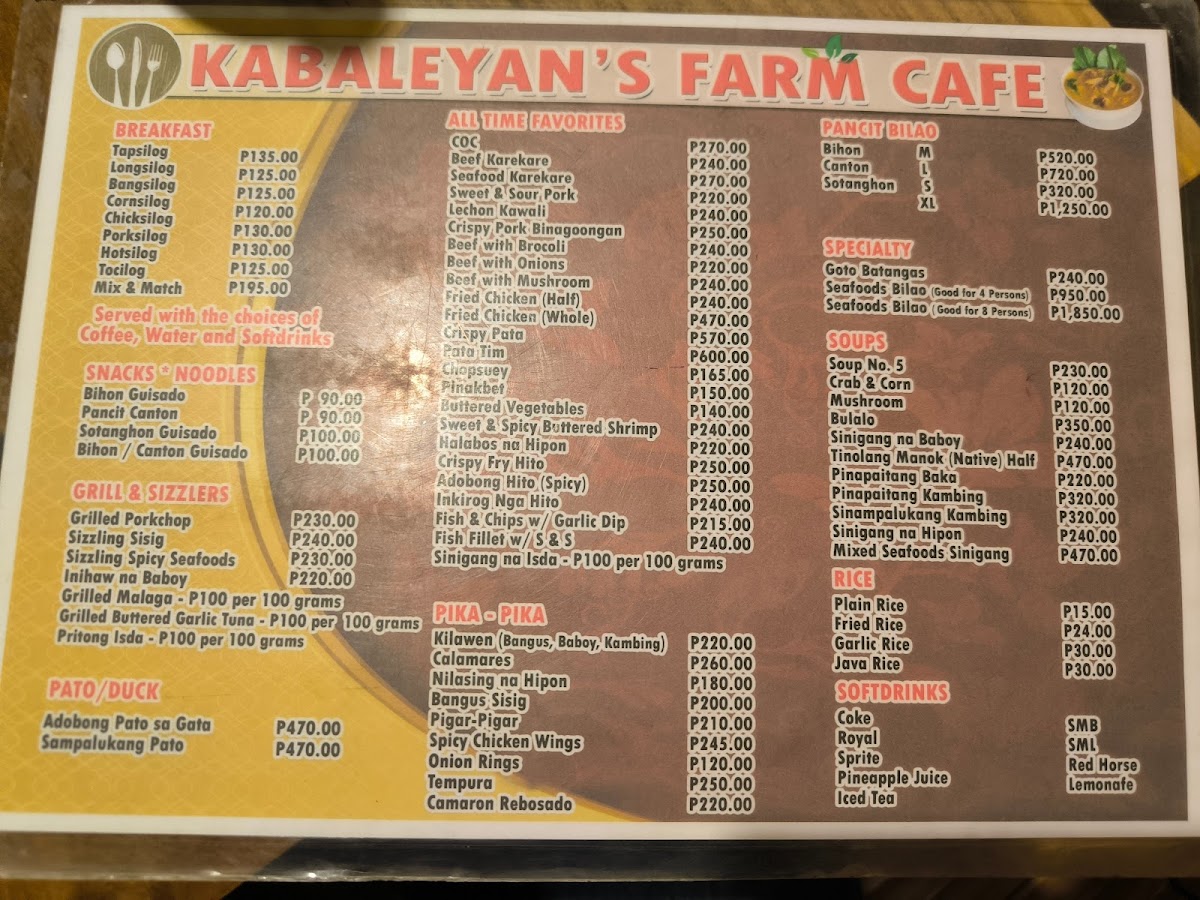 KABALEYAN'S FARM CAFE
BREAKFAST
Tapsilog
Longsilog
Bangsilog
Cornsilog
Chicksilog
Porksilog
Hotsilog
Tocilog
Mix & Match
P135.00
P125.00
P125.00
P120.00
P130.00
P130.00
P125.00
P195.00
Served with the choices of
Coffee, Water and Softdrinks
SNACKS * NOODLES
Bihon Guisado P 90.00
Pancit Canton P 90.00
Sotanghon Guisado P100.00
Bihon / Canton Guisado P100.00
GRILL & SIZZLERS
Grilled Porkchop P230.00
Sizzling Sisig P240.00
Sizzling Spicy Seafoods P230.00
Inihaw na Baboy P220.00
Grilled Malaga - P100 per 100 grams
Grilled Buttered Garlic Tuna - P100 per 100 grams
Pritong Isda - P100 per 100 grams
PATO/DUCK
Adobong Pato sa Gata P470.00
Sampalukang Pato P470.00
ALL TIME FAVORITES
COC P270.00
Beef Karekare P240.00
Seafood Karekare P270.00
Sweet & Sour Pork P220.00
Lechon Kawali P240.00
Crispy Pork Binagoongan P250.00
Beef with Brocoli P240.00
Beef with Onions P220.00
Beef with Mushroom P240.00
Fried Chicken (Half) P240.00
Fried Chicken (Whole) P470.00
Crispy Pata P570.00
Pata Tim P600.00
Chopsuey P165.00
Pinakbet P150.00
Buttered Vegetables P140.00
Sweet & Spicy Buttered Shrimp P240.00
Halabos na Hipon P220.00
Crispy Fry Hito P250.00
Adobong Hito (Spicy) P250.00
Inkirog Nga Hito P240.00
Fish & Chips w/ Garlic Dip P215.00
Fish Fillet w/ S & S P240.00
Sinigang na Isda - P100 per 100 grams
PIKA - PIKA
Kilawen (Bangus, Baboy, Kambing) P220.00
Calamares P260.00
Nilasing na Hipon P180.00
Bangus Sisig P200.00
Pigar-Pigar P210.00
Spicy Chicken Wings P245.00
Onion Rings P120.00
Tempura P250.00
Camaron Rebosado P220.00
PANCIT BILAO
Bihon M P520.00
Canton L P720.00
Sotanghon S P320.00
XL P1,250.00
SPECIALTY
Goto Batangas P240.00
Seafoods Bilao (Good for 4 Persons) P950.00
Seafoods Bilao (Good for 8 Persons) P1,850.00
SOUPS
Soup No. 5 P230.00
Crab & Corn P120.00
Mushroom P120.00
Bulalo P350.00
Sinigang na Baboy P240.00
Tinolang Manok (Native) Half P470.00
Pinapaitang Baka P220.00
Pinapaitang Kambing P320.00
Sinampalukang Kambing P320.00
Sinigang na Hipon P240.00
Mixed Seafoods Sinigang P470.00
RICE
Plain Rice P15.00
Fried Rice P24.00
Garlic Rice P30.00
Java Rice P30.00
SOFTDRINKS
Coke SMB
Royal SML
Sprite Red Horse
Pineapple Juice Lemonafe
Iced Tea